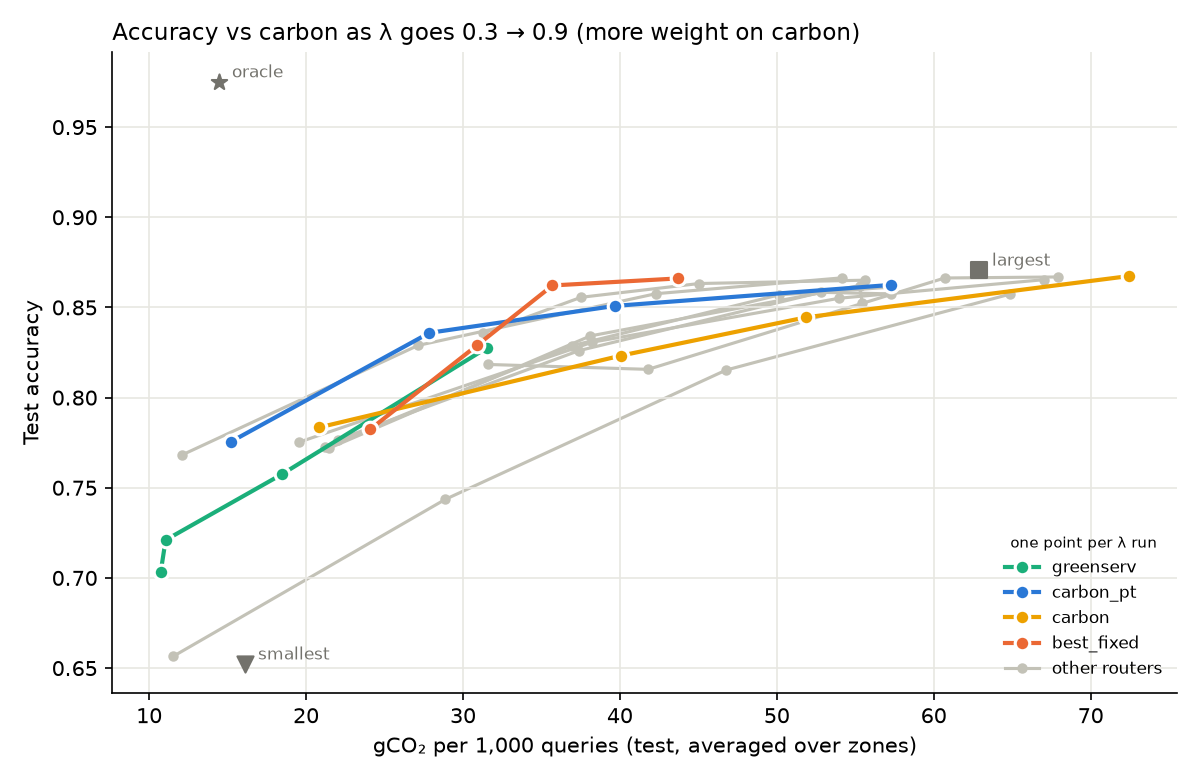 Accuracy vs carbon as λ goes 0.3 → 0.9 (more weight on carbon)
oracle
largest
smallest
Test accuracy
0.95
0.90
0.85
0.80
0.75
0.70
0.65
one point per λ run
greenserv
carbon_pt
carbon
best_fixed
other routers
10 20 30 40 50 60 70
gCO₂ per 1,000 queries (test, averaged over zones)